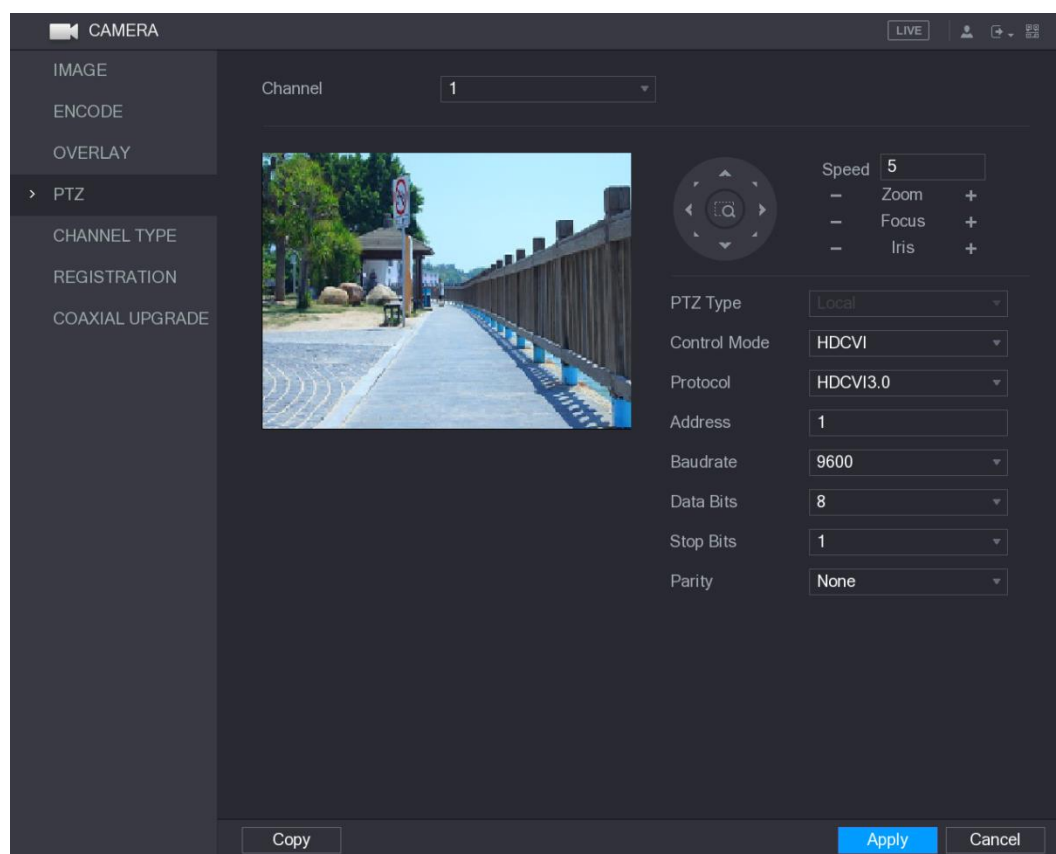 CAMERA
LIVE
IMAGE
ENCODE
OVERLAY
PTZ
CHANNEL TYPE
REGISTRATION
COAXIAL UPGRADE
Channel 1
Speed 5
- Zoom +
- Focus +
- Iris +
PTZ Type Local
Control Mode HDCVI
Protocol HDCVI3.0
Address 1
Baudrate 9600
Data Bits 8
Stop Bits 1
Parity None
Copy
Apply
Cancel